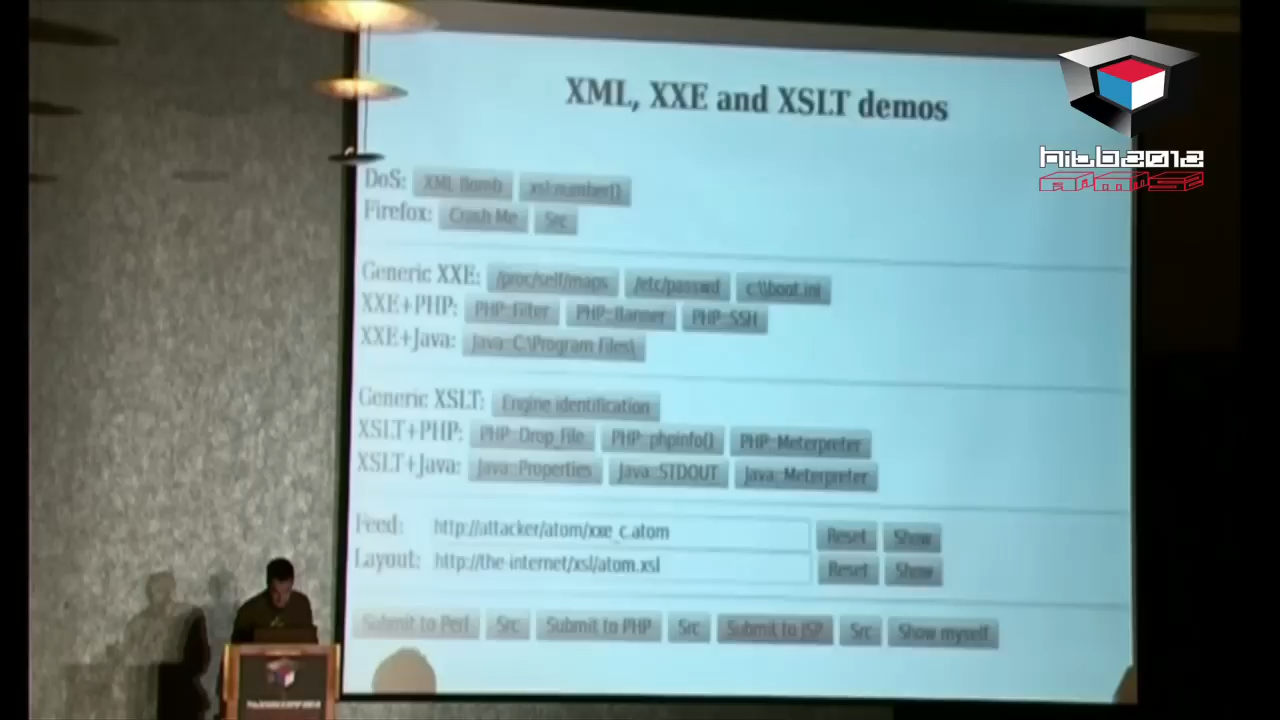 XML, XXE and XSLT demos
hitb2012
AMS
DoS: XML Bomb xsl:number()
Firefox: Crash Me Src
Generic XXE: /proc/self/maps /etc/passwd c:\\boot.ini
XXE+PHP: PHP::Filter PHP::Banner PHP::SSH
XXE+Java: Java::C:\Program Files\
Generic XSLT: Engine identification
XSLT+PHP: PHP::Drop_File PHP::phpinfo() PHP::Meterpreter
XSLT+Java: Java::Properties Java::STDOUT Java::Meterpreter
Feed: http://attacker/atom/xxe_c.atom Reset Show
Layout: http://the-internet/xsl/atom.xsl Reset Show
Submit to Perl Src Submit to PHP Src Submit to JSP Src Show myself